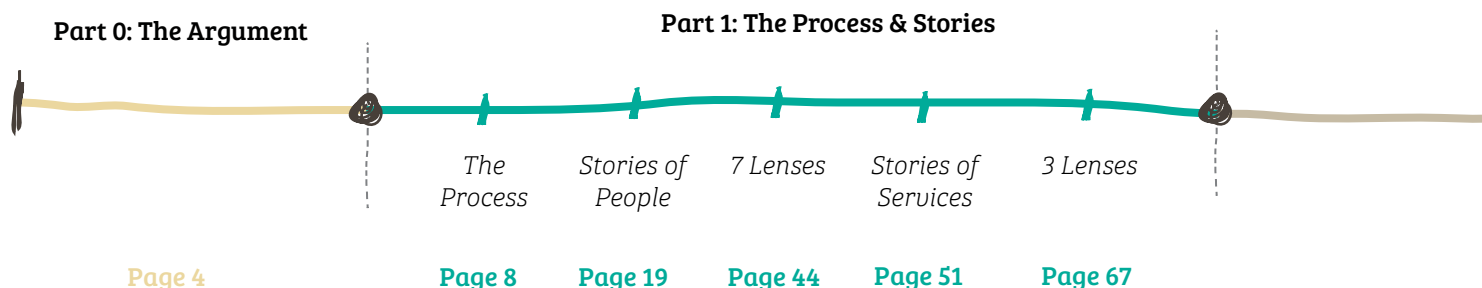 Part 0: The Argument
Part 1: The Process & Stories
The
Process
Stories of
People
7 Lenses
Stories of
Services
3 Lenses
Page 4
Page 8
Page 19
Page 44
Page 51
Page 67